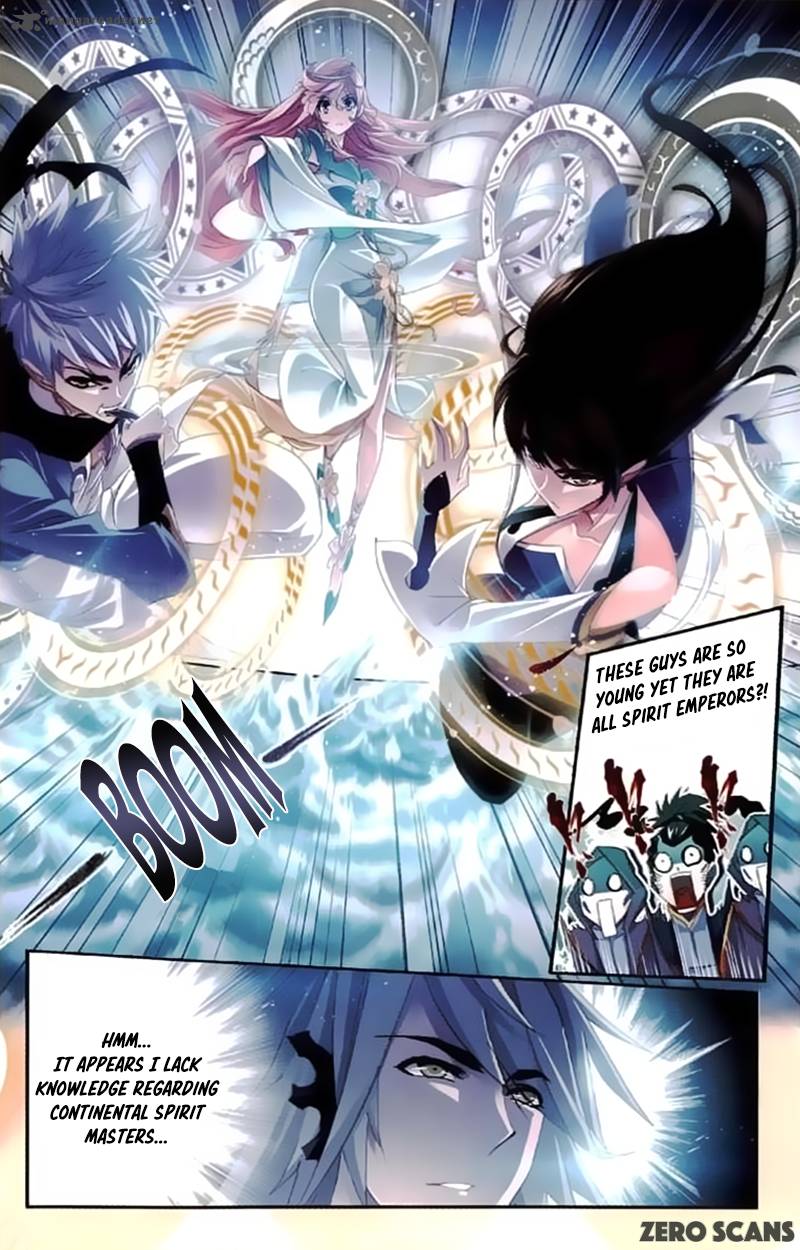 THESE GUYS ARE SO
YOUNG YET THEY ARE
ALL SPIRIT EMPERORS?!
BOOM
HMM...
IT APPEARS I LACK
KNOWLEDGE REGARDING
CONTINENTAL SPIRIT
MASTERS...
ZERO SCANS